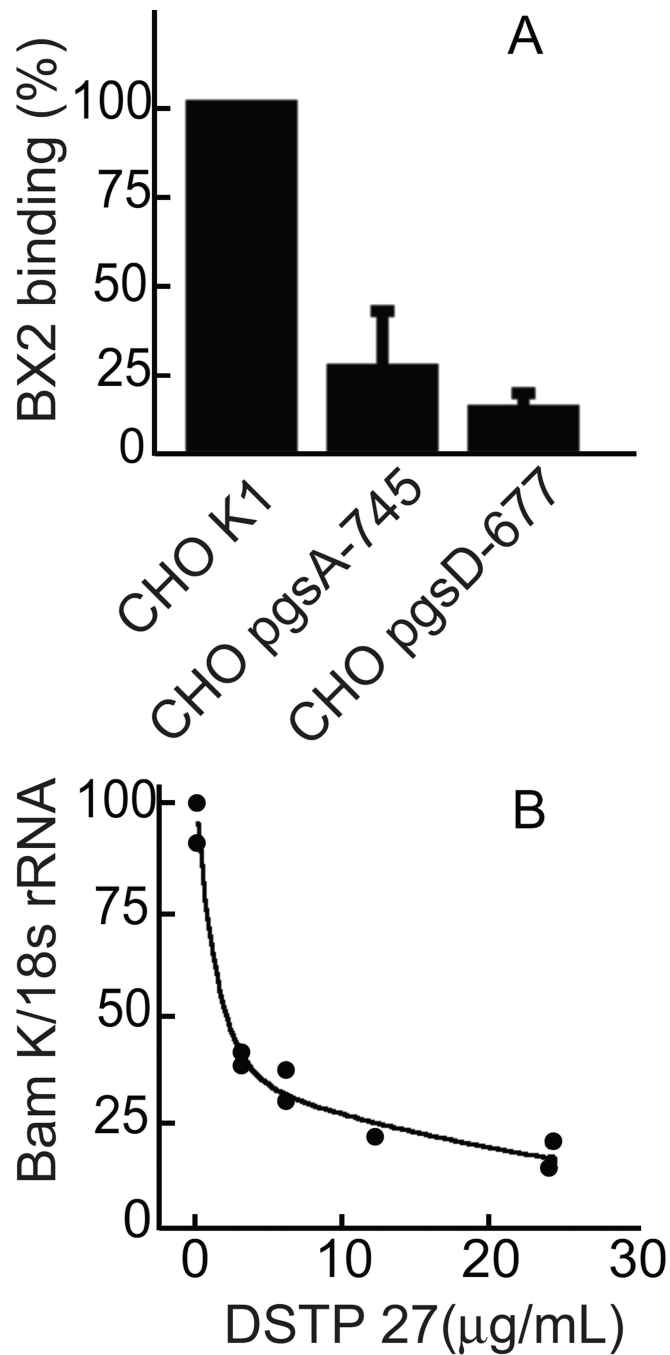 A
BX2 binding (%)
100
75
50
25
0
CHO K1
CHO pgsA-745
CHO pgsD-677
B
Bam K/18s rRNA
100
75
50
25
0
0 10 20 30
DSTP 27(μg/mL)